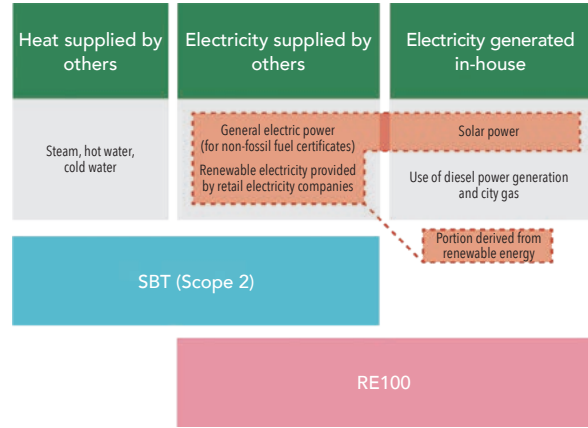 Heat supplied by
others
Electricity supplied by
others
Electricity generated
in-house
Steam, hot water,
cold water
General electric power
(for non-fossil fuel certificates)
Renewable electricity provided
by retail electricity companies
Solar power
Use of diesel power generation
and city gas
Portion derived from
renewable energy
SBT (Scope 2)
RE100